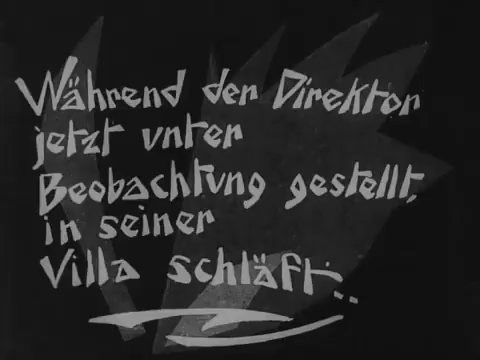 Während der Direktor
jetzt unter
Beobachtung gestellt,
in seiner
Villa schläft..